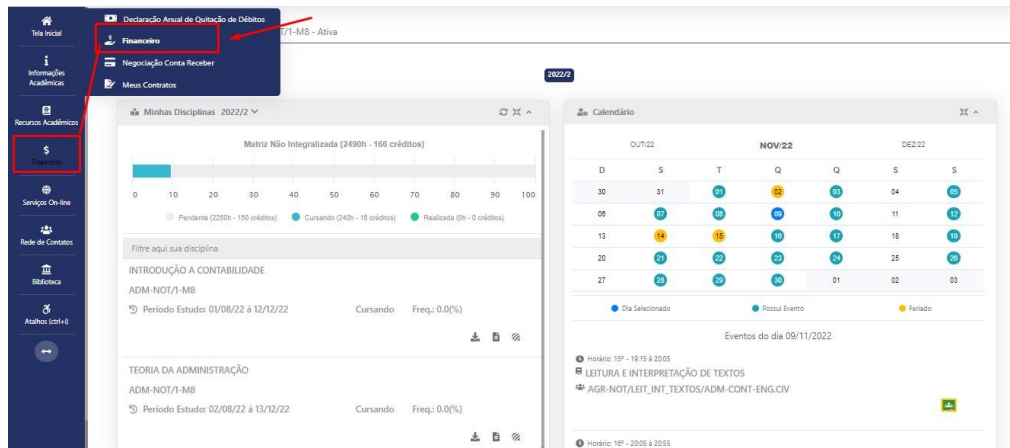 Tela Inicial
Informações
Acadêmicas
Recursos Acadêmicos
$
Financeiro
Serviços On-line
Rede de Contatos
Biblioteca
Atalhos (ctrl+i)
Declaração Anual de Quitação de Débitos
Financeiro
Negociação Conta Receber
Meus Contratos
T/1-M8 - Ativa
2022/2
Minhas Disciplinas 2022/2
Matriz Não Integralizada (2490h - 166 créditos)
0 10 20 30 40 50 60 70 80 90 100
Pendente (2250h - 150 créditos) Cursando (240h - 16 créditos) Realizada (0h - 0 créditos)
Filtre aqui sua disciplina
INTRODUÇÃO A CONTABILIDADE
ADM-NOT/1-M8
Período Estudo: 01/08/22 à 12/12/22 Cursando Freq.: 0.0(%)
TEORIA DA ADMINISTRAÇÃO
ADM-NOT/1-M8
Período Estudo: 02/08/22 à 13/12/22 Cursando Freq.: 0.0(%)
Calendário
OUT/22 NOV/22 DEZ/22
D S T Q Q S S
30 31 01 02 03 04 05
06 07 08 09 10 11 12
13 14 15 16 17 18 19
20 21 22 23 24 25 26
27 28 29 30 01 02 03
Dia Selecionado Possui Evento Feriado
Eventos do dia 09/11/2022
Horário: 15º - 19:15 à 20:05
LEITURA E INTERPRETAÇÃO DE TEXTOS
AGR-NOT/LEIT_INT_TEXTOS/ADM-CONT-ENG.CIV
Horário: 16º - 20:05 à 20:55